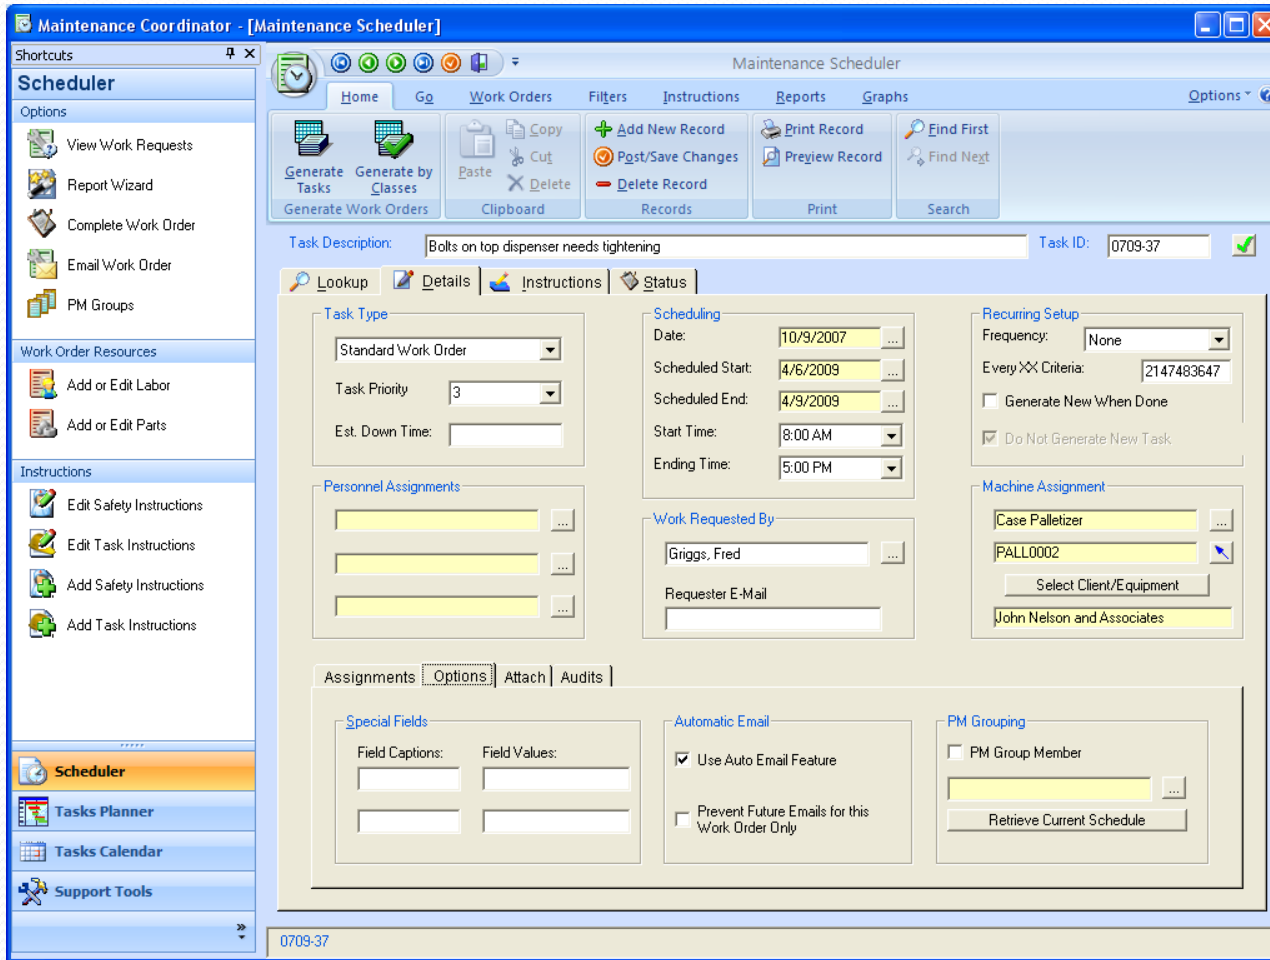 Maintenance Coordinator - [Maintenance Scheduler]
Shortcuts
Scheduler
Options
View Work Requests
Report Wizard
Complete Work Order
Email Work Order
PM Groups
Work Order Resources
Add or Edit Labor
Add or Edit Parts
Instructions
Edit Safety Instructions
Edit Task Instructions
Add Safety Instructions
Add Task Instructions
Scheduler
Tasks Planner
Tasks Calendar
Support Tools
Maintenance Scheduler
Home Go Work Orders Filters Instructions Reports Graphs Options
Generate Tasks
Generate by Classes
Generate Work Orders
Paste
Copy
Cut
Delete
Clipboard
Add New Record
Post/Save Changes
Delete Record
Records
Print Record
Preview Record
Print
Find First
Find Next
Search
Task Description: Bolts on top dispenser needs tightening Task ID: 0709-37
Lookup Details Instructions Status
Task Type
Standard Work Order
Task Priority 3
Est. Down Time:
Scheduling
Date: 10/9/2007 ...
Scheduled Start: 4/6/2009 ...
Scheduled End: 4/9/2009 ...
Start Time: 8:00 AM
Ending Time: 5:00 PM
Recurring Setup
Frequency: None
Every XX Criteria: 2147483647
Generate New When Done
Do Not Generate New Task
Personnel Assignments
...
...
...
Work Requested By
Griggs, Fred ...
Requester E-Mail
Machine Assignment
Case Palletizer ...
PALL0002
Select Client/Equipment
John Nelson and Associates
Assignments Options Attach Audits
Special Fields
Field Captions: Field Values:
Automatic Email
Use Auto Email Feature
Prevent Future Emails for this
Work Order Only
PM Grouping
PM Group Member
...
Retrieve Current Schedule
0709-37